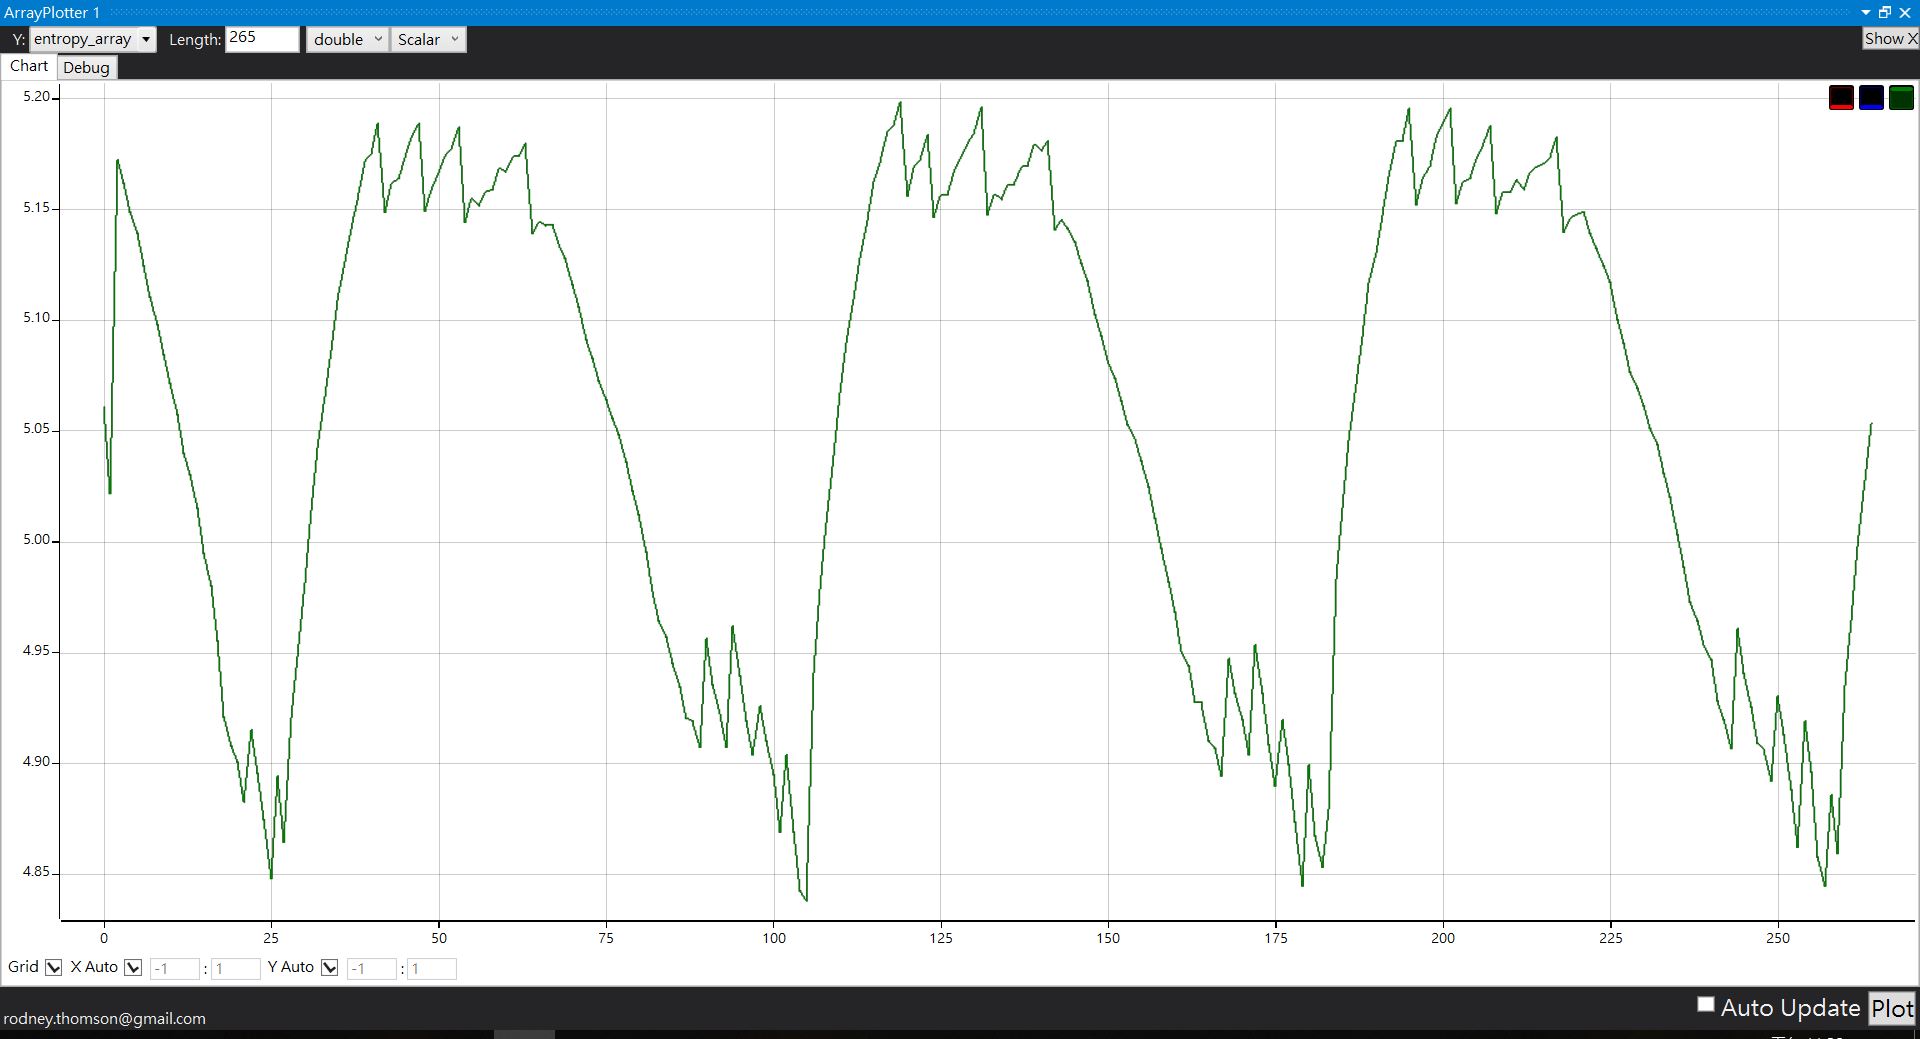 ArrayPlotter 1
Y: entropy_array Length: 265 double Scalar Show X
Chart Debug
5.20
5.15
5.10
5.05
5.00
4.95
4.90
4.85
0 25 50 75 100 125 150 175 200 225 250
Grid X Auto -1 : 1 Y Auto -1 : 1
Auto Update Plot
rodney.thomson@gmail.com